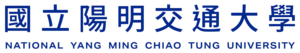 國立陽明交通大學
NATIONAL YANG MING CHIAO TUNG UNIVERSITY